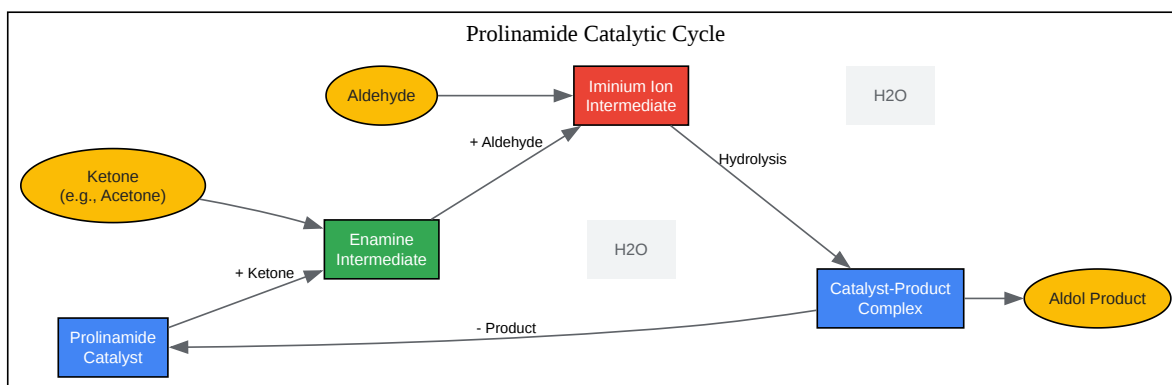 Prolinamide Catalytic Cycle
Aldehyde
Iminium Ion
Intermediate
H2O
+ Aldehyde
Hydrolysis
Ketone
(e.g., Acetone)
Enamine
Intermediate
H2O
+ Ketone
Catalyst-Product
Complex
Aldol Product
- Product
Prolinamide
Catalyst